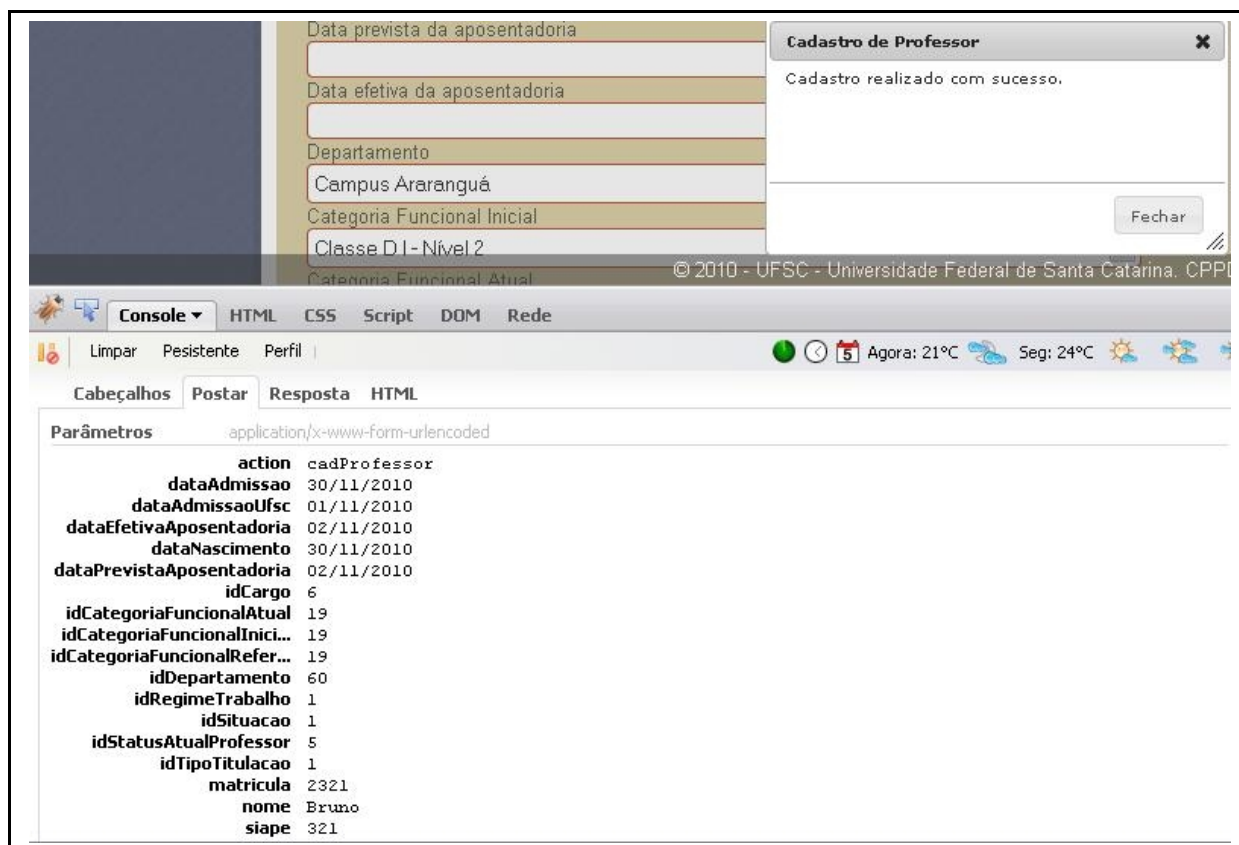 Data prevista da aposentadoria
Data efetiva da aposentadoria
Departamento
Campus Araranguá
Categoria Funcional Inicial
Classe D I - Nível 2
Categoria Funcional Atual
Cadastro de Professor
Cadastro realizado com sucesso.
Fechar
© 2010 - UFSC - Universidade Federal de Santa Catarina. CPPD
Console HTML CSS Script DOM Rede
Limpar Pesistente Perfil 5 Agora: 21°C Seg: 24°C
Cabeçalhos Postar Resposta HTML
Parâmetros application/x-www-form-urlencoded
action cadProfessor
dataAdmissao 30/11/2010
dataAdmissaoUfsc 01/11/2010
dataEfetivaAposentadoria 02/11/2010
dataNascimento 30/11/2010
dataPrevistaAposentadoria 02/11/2010
idCargo 6
idCategoriaFuncionalAtual 19
idCategoriaFuncionalInici... 19
idCategoriaFuncionalRefer... 19
idDepartamento 60
idRegimeTrabalho 1
idSituacao 1
idStatusAtualProfessor 5
idTipoTitulacao 1
matricula 2321
nome Bruno
siape 321